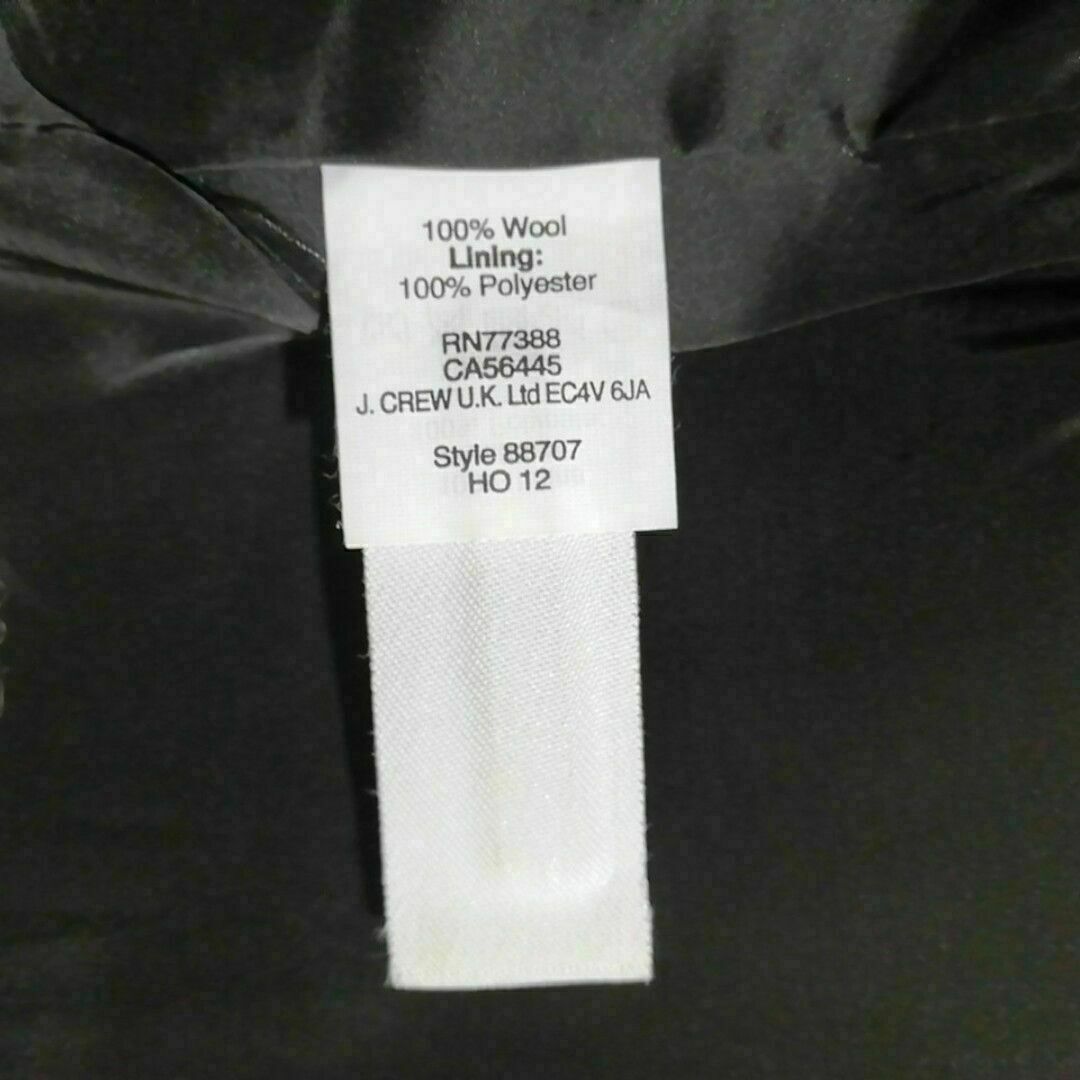 100% Wool
Lining:
100% Polyester
RN77388
CA56445
J. CREW U.K. Ltd EC4V 6JA
Style 88707
HO 12